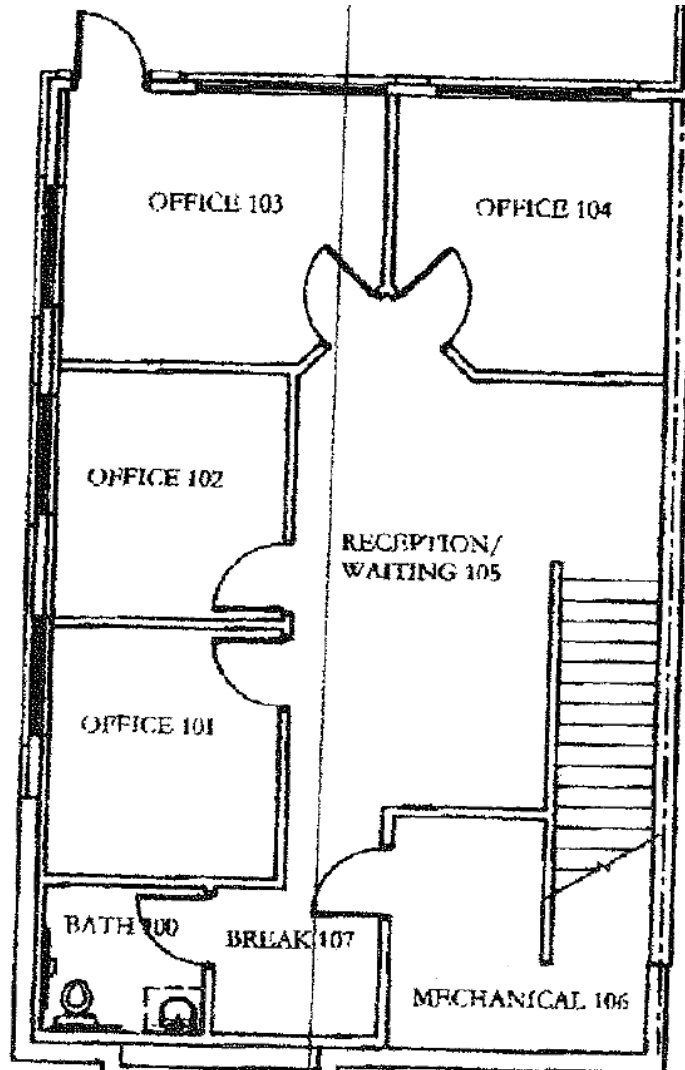 OFFICE 103
OFFICE 104
OFFICE 102
RECEPTION/
WAITING 105
OFFICE 101
BATH 100
BREAK 107
MECHANICAL 106